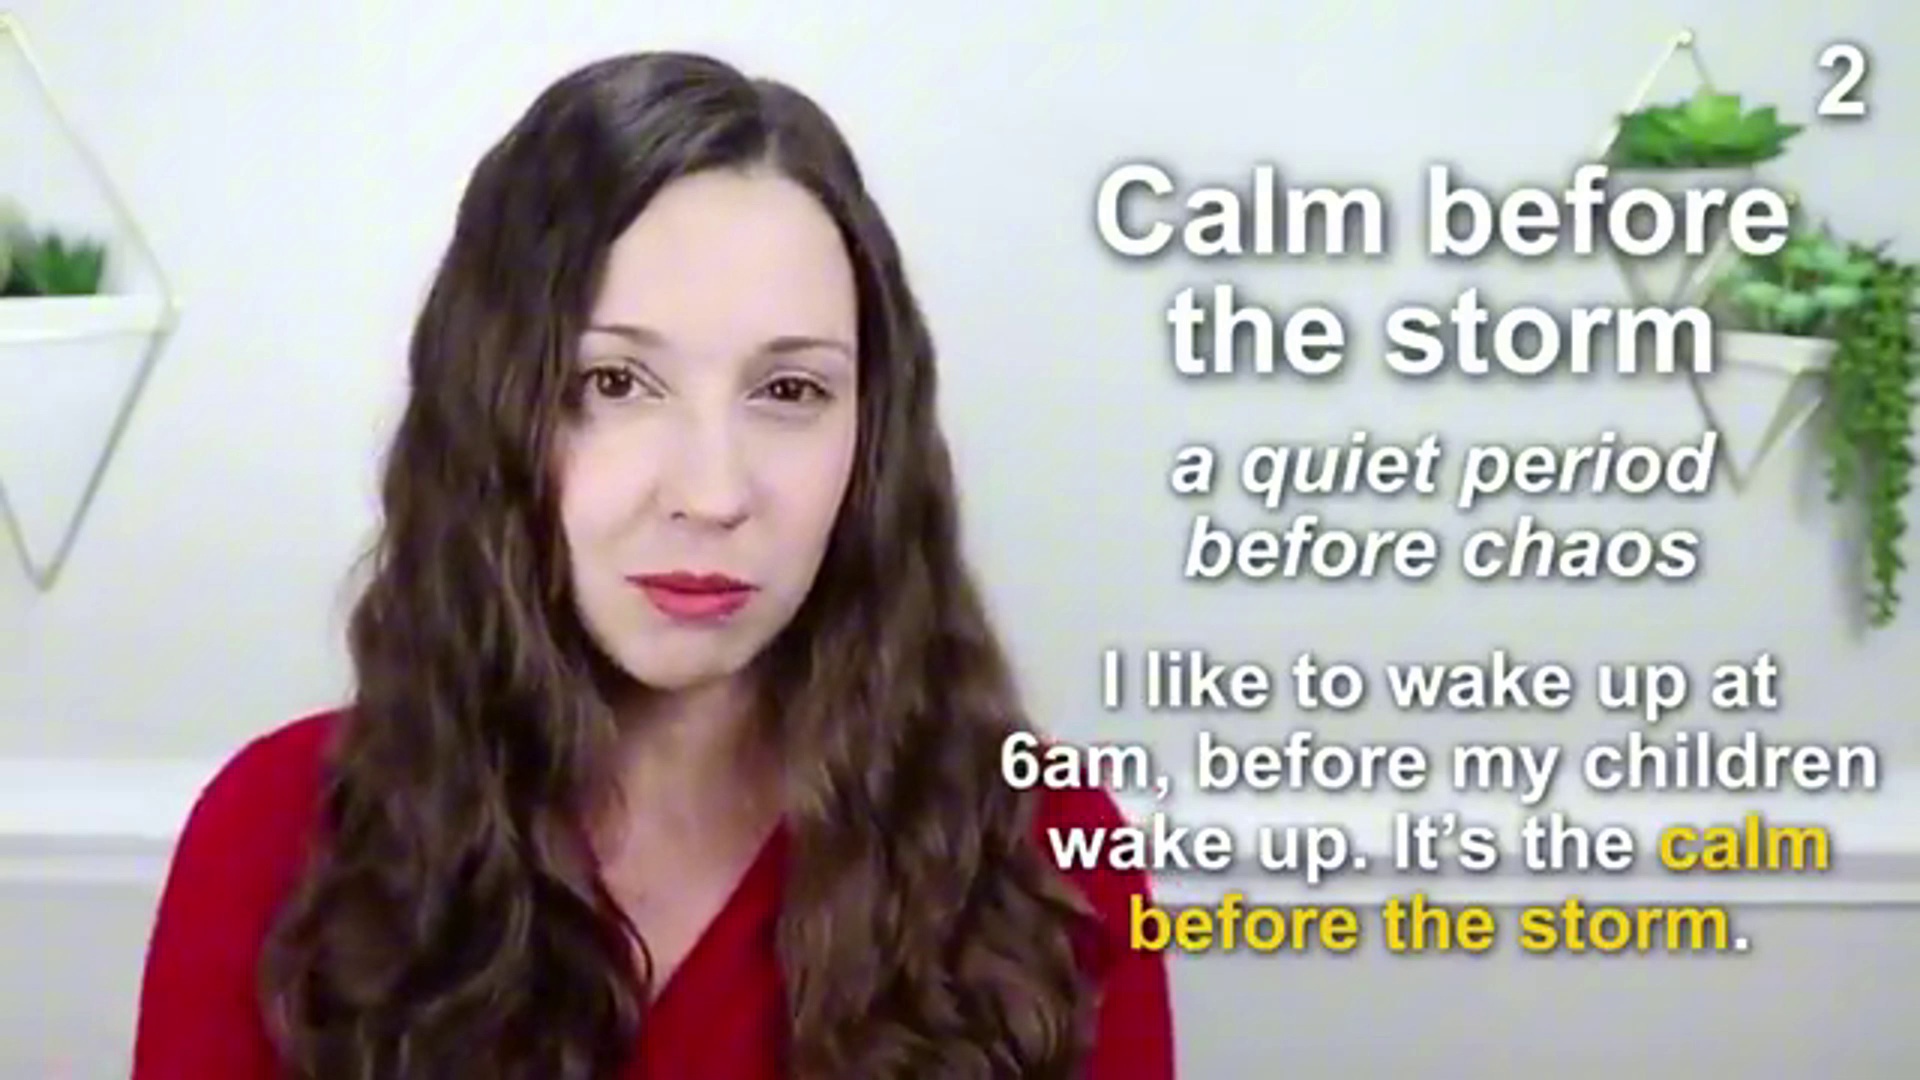 2
Calm before
the storm
a quiet period
before chaos
I like to wake up at
6am, before my children
wake up. It's the calm
before the storm.